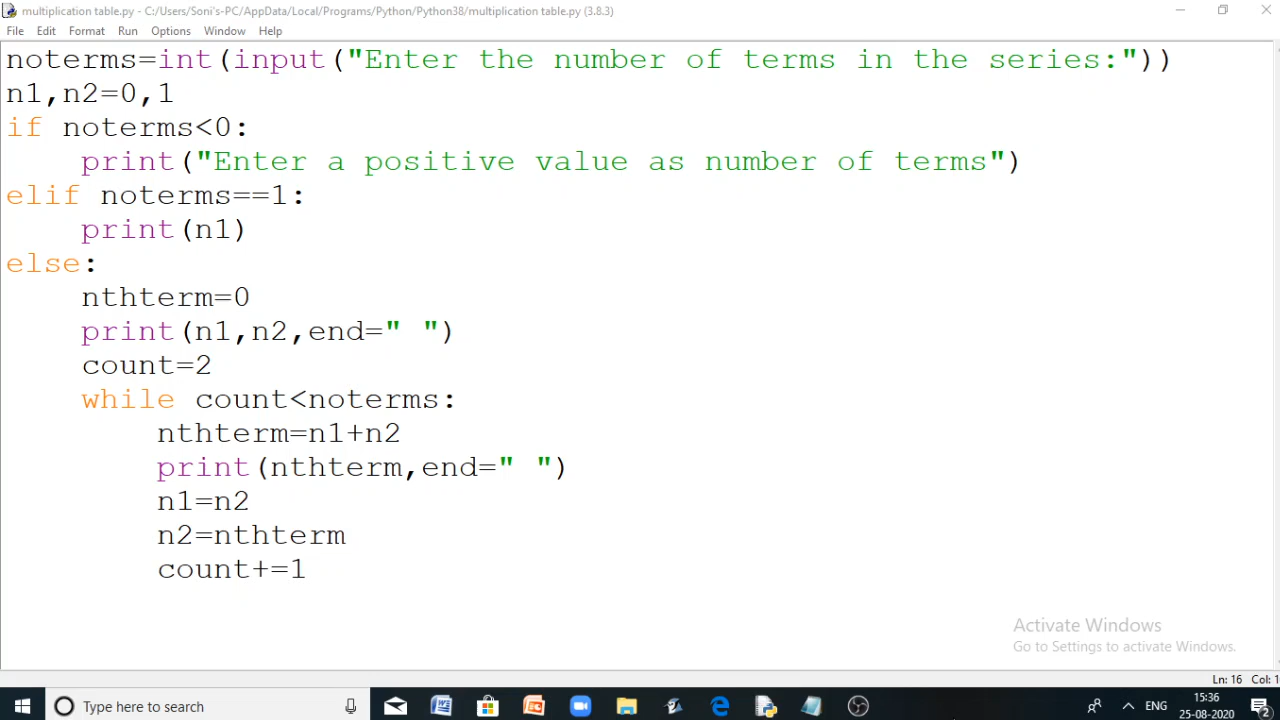 multiplication table.py - C:/Users/Soni's-PC/AppData/Local/Programs/Python/Python38/multiplication table.py (3.8.3)
File Edit Format Run Options Window Help
noterms=int(input("Enter the number of terms in the series:"))
n1,n2=0,1
if noterms<0:
    print("Enter a positive value as number of terms")
elif noterms==1:
    print(n1)
else:
    nthterm=0
    print(n1,n2,end=" ")
    count=2
    while count<noterms:
        nthterm=n1+n2
        print(nthterm,end=" ")
        n1=n2
        n2=nthterm
        count+=1
Activate Windows
Go to Settings to activate Windows.
Ln: 16 Col: 1
Type here to search
ENG
15:36
25-08-2020
2